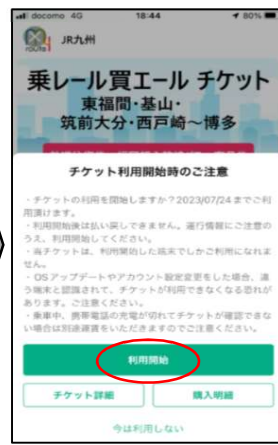 docomo 4G 18:44 80%
my route JR九州
乗レール買エール チケット
東福間・基山・
筑前大分・西戸崎～博多
チケット利用開始時のご注意
・チケットの利用を開始しますか？2023/07/24までご利
用頂けます。
・利用開始後は払い戻しできません。運行情報にご注意の
うえ、利用開始してください。
・当チケットは、利用開始した端末でしかご利用になれま
せん。
・OSアップデートやアカウント設定変更をした場合、違
う端末と認識されて、チケットが利用できなくなる恐れが
あります。ご注意ください。
・乗車中、携帯電話の充電が切れてチケットが確認できな
い場合は別途運賃をいただきますのでご注意ください。
利用開始
チケット詳細 購入明細
今は利用しない